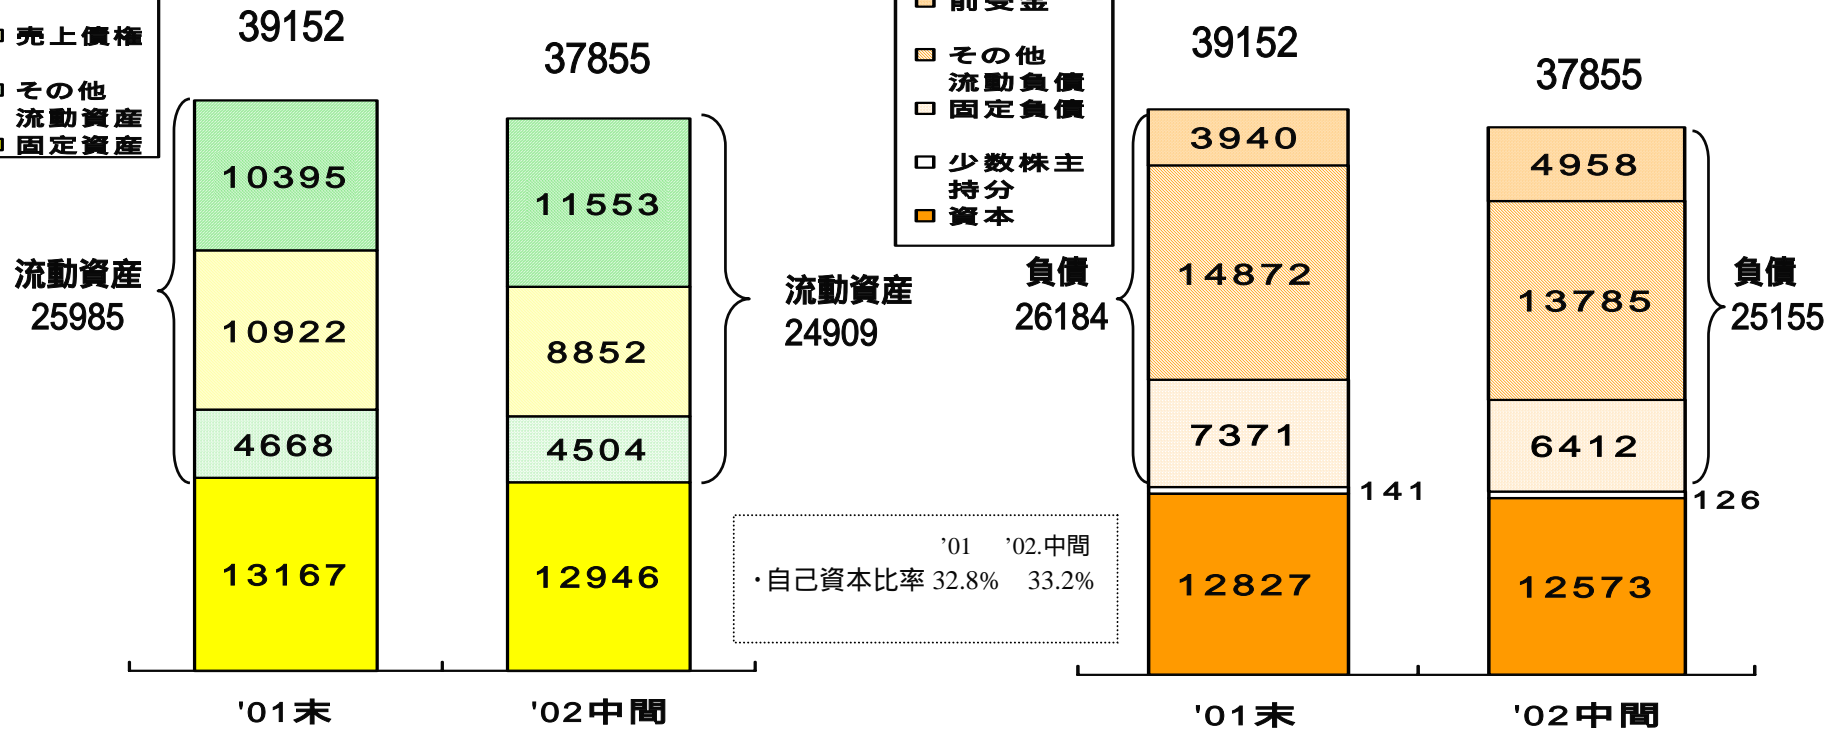 売上債権
その他
流動資産
固定資産
39152
37855
10395
10922
4668
13167
11553
8852
4504
12946
流動資産
25985
流動資産
24909
'01末
'02中間
’01 ’02.中間
・自己資本比率 32.8% 33.2%
前受金
その他
流動負債
固定負債
少数株主
持分
資本
39152
37855
3940
14872
7371
141
12827
4958
13785
6412
126
12573
負債
26184
負債
25155
'01末
'02中間